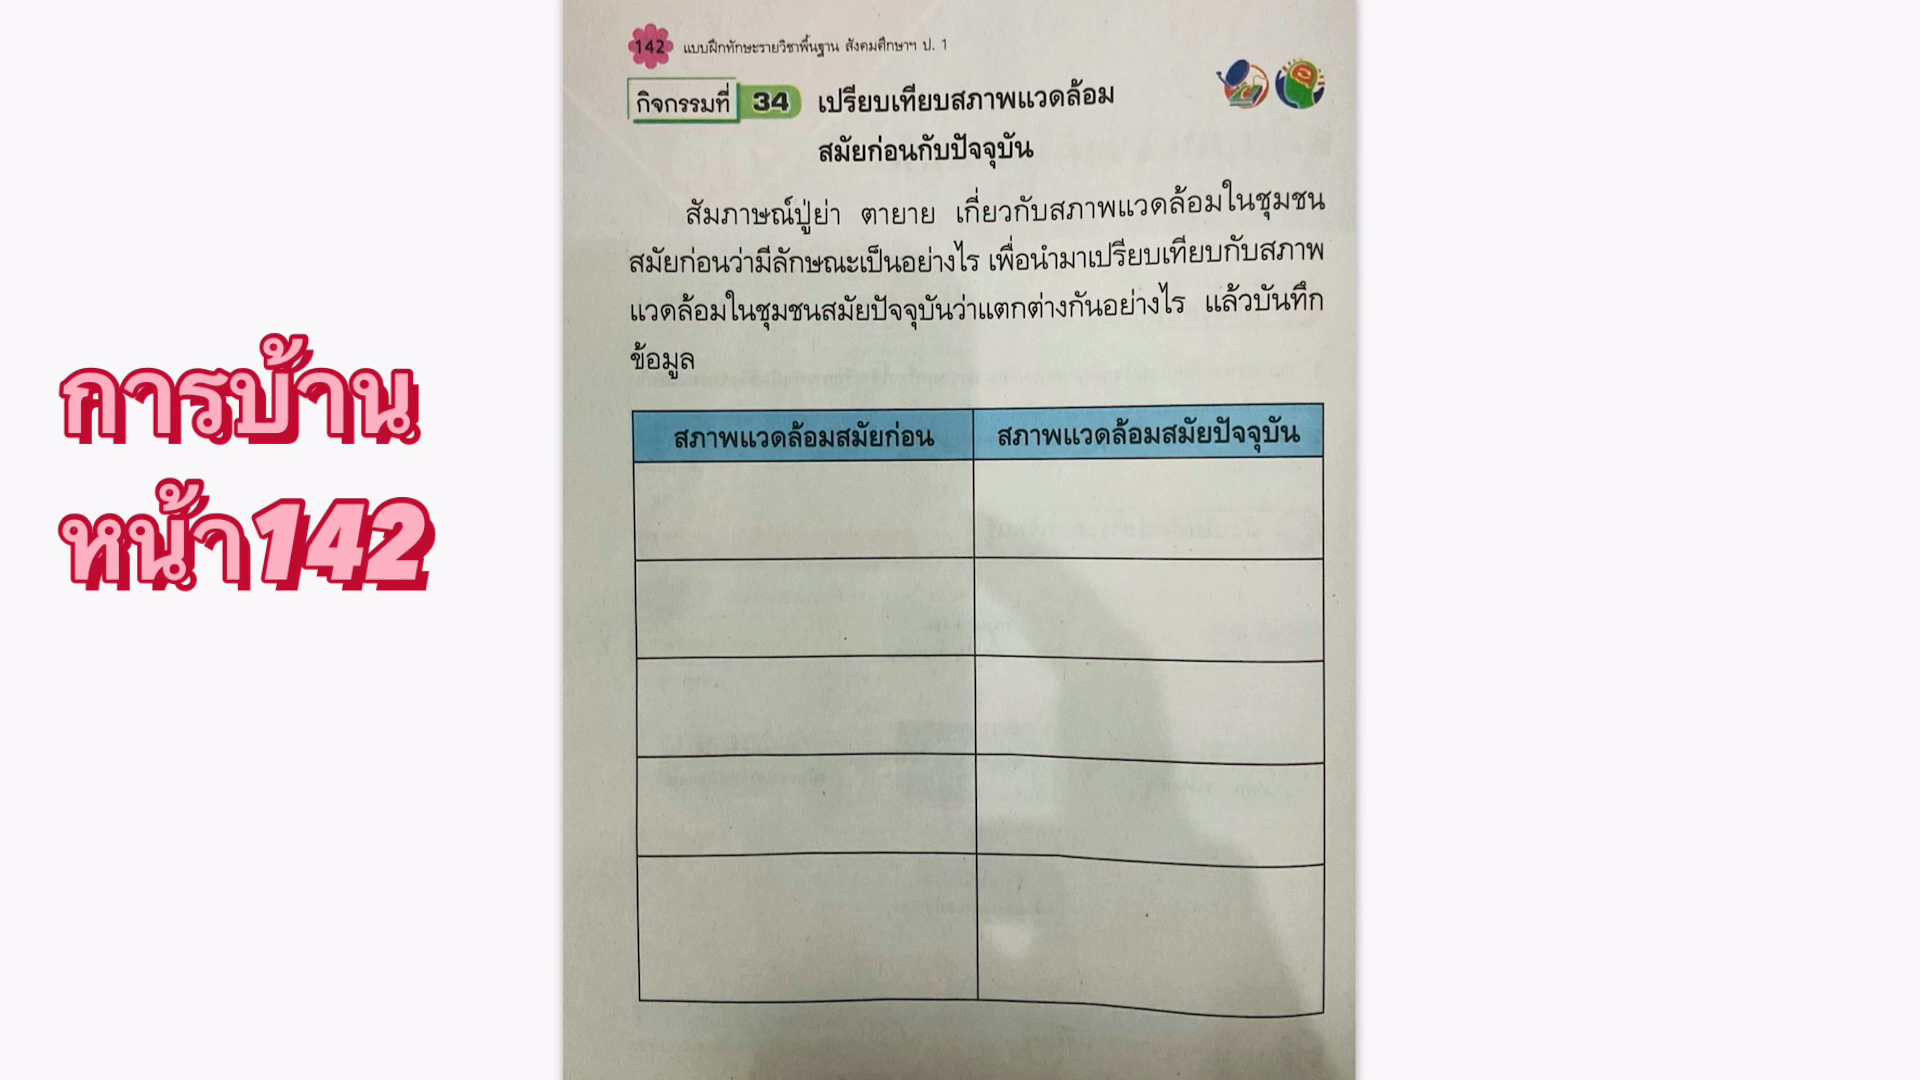 การบ้าน
หน้า142
142 แบบฝึกทักษะรายวิชาพื้นฐาน สังคมศึกษาฯ ป. 1
กิจกรรมที่ 34 เปรียบเทียบสภาพแวดล้อม
สมัยก่อนกับปัจจุบัน
สัมภาษณ์ปู่ย่า ตายาย เกี่ยวกับสภาพแวดล้อมในชุมชน
สมัยก่อนว่ามีลักษณะเป็นอย่างไร เพื่อนำมาเปรียบเทียบกับสภาพ
แวดล้อมในชุมชนสมัยปัจจุบันว่าแตกต่างกันอย่างไร แล้วบันทึก
ข้อมูล
สภาพแวดล้อมสมัยก่อน สภาพแวดล้อมสมัยปัจจุบัน